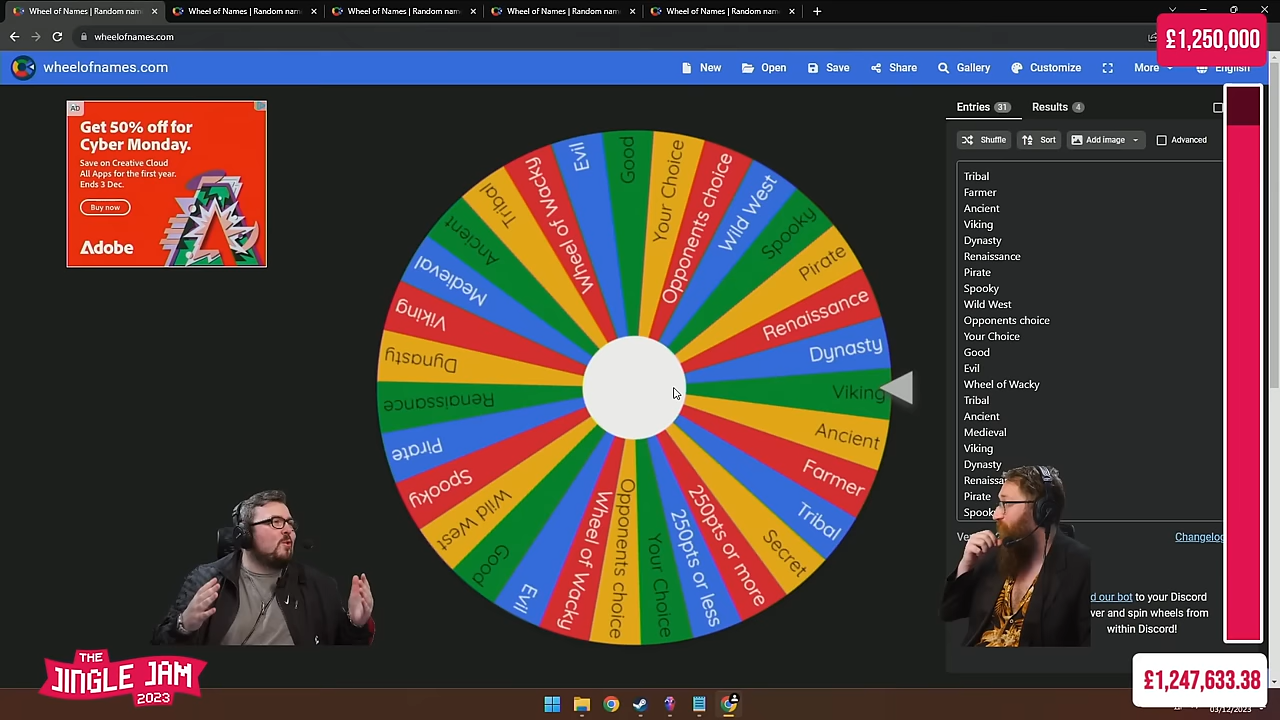 Wheel of Names | Random nam
Wheel of Names | Random nam
Wheel of Names | Random nam
Wheel of Names | Random nam
Wheel of Names | Random nam
wheelofnames.com
£1,250,000
wheelofnames.com
New
Open
Save
Share
Gallery
Customize
More
English
AD
Get 50% off for
Cyber Monday.
Save on Creative Cloud
All Apps for the first year.
Ends 3 Dec.
Buy now
Adobe
Entries 31
Results 4
Shuffle
Sort
Add image
Advanced
Tribal
Farmer
Ancient
Viking
Dynasty
Renaissance
Pirate
Spooky
Wild West
Opponents choice
Your Choice
Good
Evil
Wheel of Wacky
Tribal
Ancient
Medieval
Viking
Dynasty
Renaissa
Pirate
Spook
Good
Your Choice
Opponents choice
Wild West
Spooky
Pirate
Renaissance
Dynasty
Viking
Ancient
Farmer
Tribal
Secret
250pts or more
250pts or less
Your Choice
Opponents choice
Wheel of Wacky
Evil
Good
Wild West
Spooky
Pirate
Renaissance
Dynasty
Viking
Medieval
Ancient
Tribal
Wheel of Wacky
Evil
Ve
Changelog
d our bot to your Discord
ver and spin wheels from
within Discord!
THE
JINGLE JAM
2023
£1,247,633.38
03/12/2023